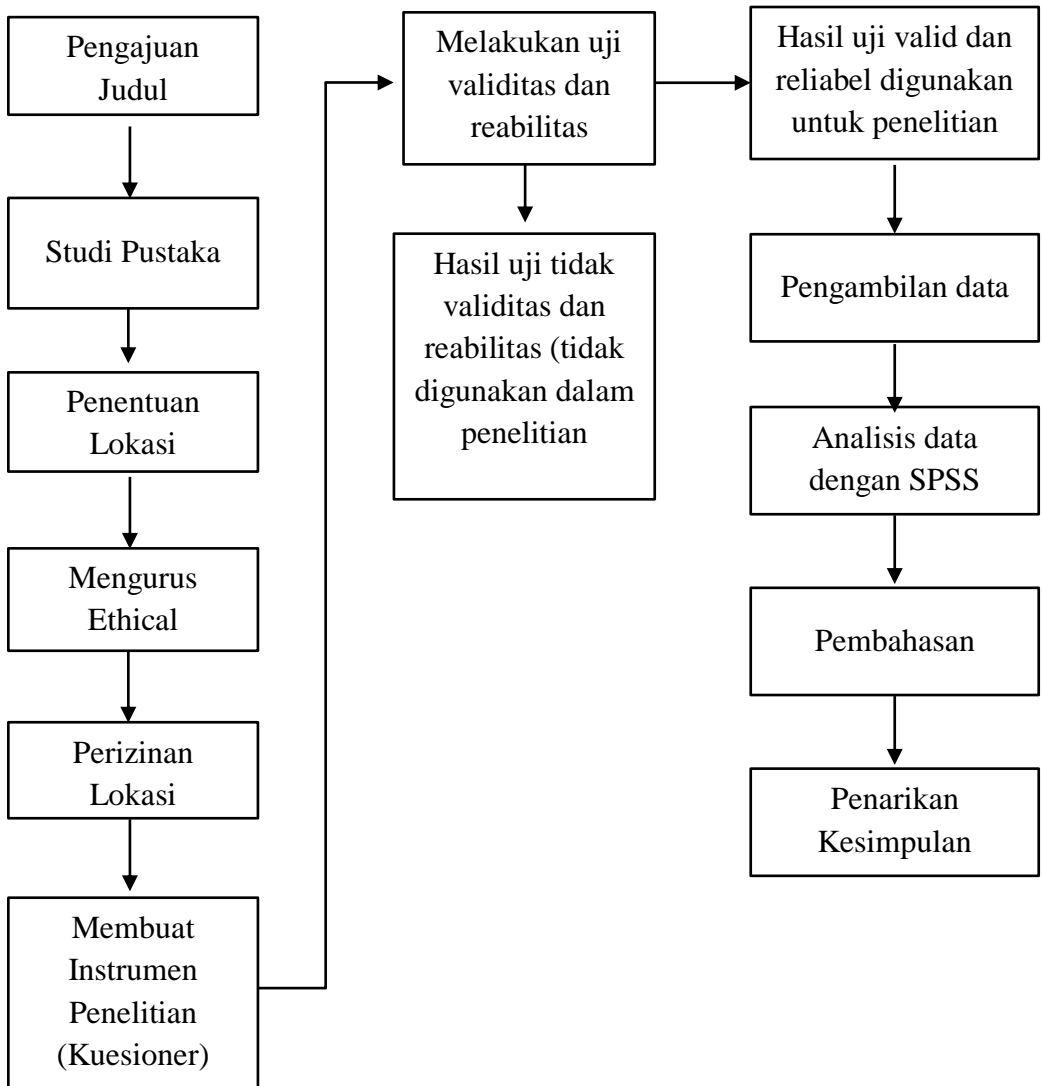 Pengajuan
Judul
Studi Pustaka
Penentuan
Lokasi
Mengurus
Ethical
Perizinan
Lokasi
Membuat
Instrumen
Penelitian
(Kuesioner)
Melakukan uji
validitas dan
reabilitas
Hasil uji tidak
validitas dan
reabilitas (tidak
digunakan dalam
penelitian
Hasil uji valid dan
reliabel digunakan
untuk penelitian
Pengambilan data
Analisis data
dengan SPSS
Pembahasan
Penarikan
Kesimpulan